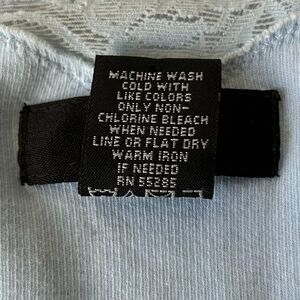 MACHINE WASH
COLD WITH
LIKE COLORS
ONLY NON-
CHLORINE BLEACH
WHEN NEEDED
LINE OR FLAT DRY
WARM IRON
IF NEEDED
RN 55285